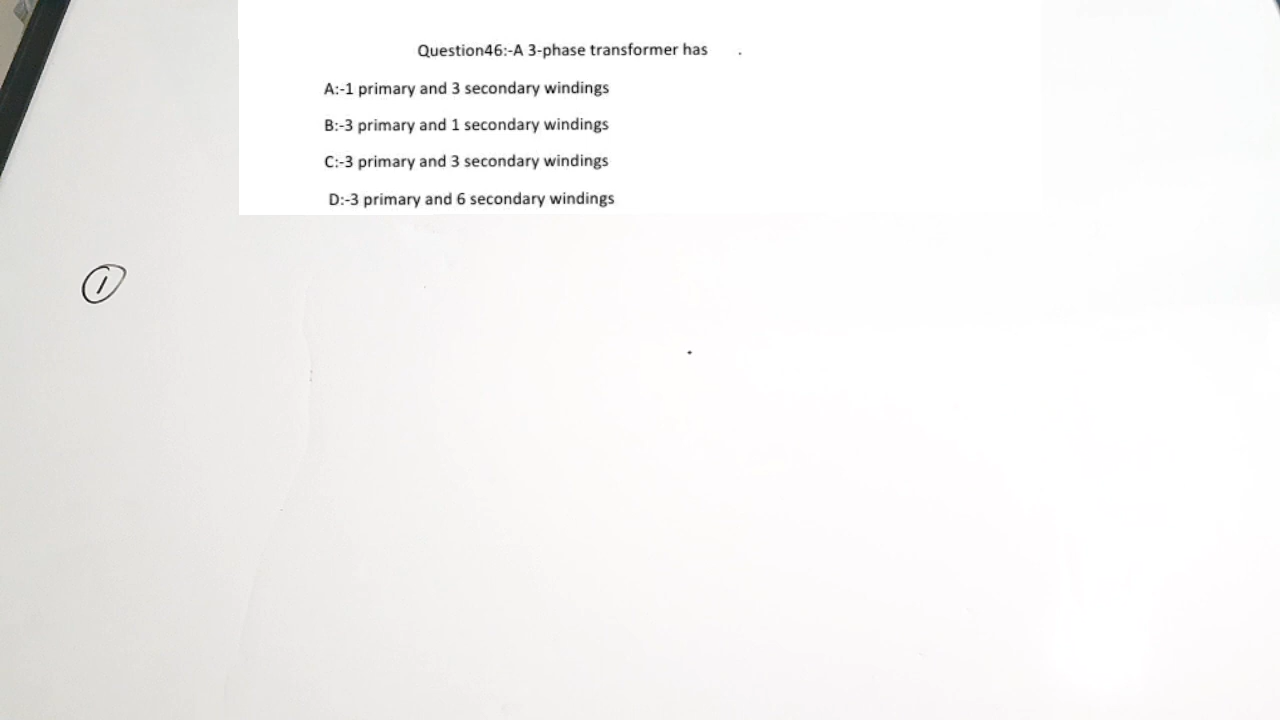 Question46:-A 3-phase transformer has .
A:-1 primary and 3 secondary windings
B:-3 primary and 1 secondary windings
C:-3 primary and 3 secondary windings
D:-3 primary and 6 secondary windings
1